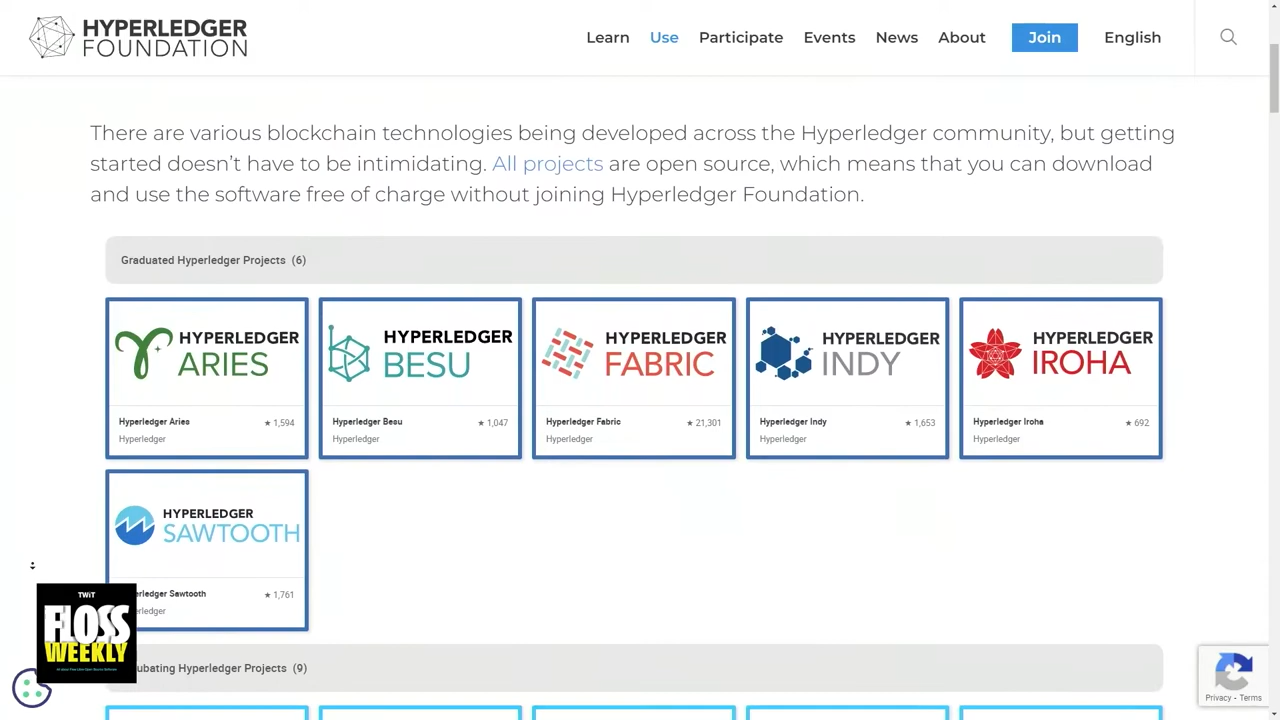 HYPERLEDGER
FOUNDATION
Learn Use Participate Events News About Join English
There are various blockchain technologies being developed across the Hyperledger community, but getting
started doesn’t have to be intimidating. All projects are open source, which means that you can download
and use the software free of charge without joining Hyperledger Foundation.
Graduated Hyperledger Projects (6)
HYPERLEDGER
ARIES
Hyperledger Aries ★ 1,594
Hyperledger
HYPERLEDGER
BESU
Hyperledger Besu ★ 1,047
Hyperledger
HYPERLEDGER
FABRIC
Hyperledger Fabric ★ 21,301
Hyperledger
HYPERLEDGER
INDY
Hyperledger Indy ★ 1,653
Hyperledger
HYPERLEDGER
IROHA
Hyperledger Iroha ★ 692
Hyperledger
HYPERLEDGER
SAWTOOTH
erledger Sawtooth ★ 1,761
erledger
TWiT
FLOSS
WEEKLY
ubating Hyperledger Projects (9)
Privacy - Terms